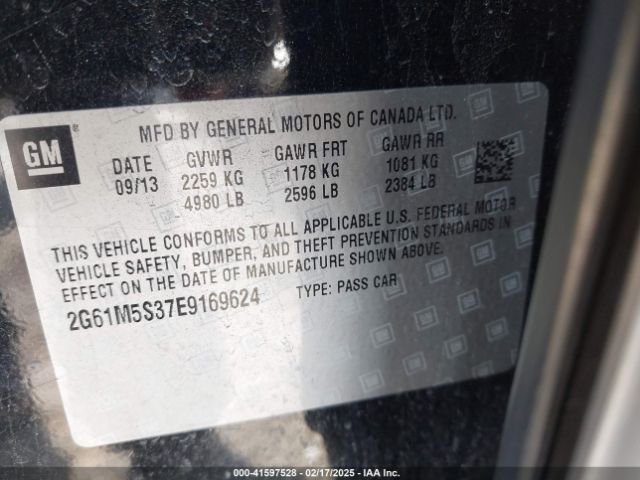 GM
MFD BY GENERAL MOTORS OF CANADA LTD.
DATE GVWR GAWR FRT GAWR RR
09/13 2259 KG 1178 KG 1081 KG
4980 LB 2596 LB 2384 LB
THIS VEHICLE CONFORMS TO ALL APPLICABLE U.S. FEDERAL MOTOR
VEHICLE SAFETY, BUMPER, AND THEFT PREVENTION STANDARDS IN
EFFECT ON THE DATE OF MANUFACTURE SHOWN ABOVE.
2G61M5S37E9169624 TYPE: PASS CAR
000-41597528 - 02/17/2025 - IAA Inc.